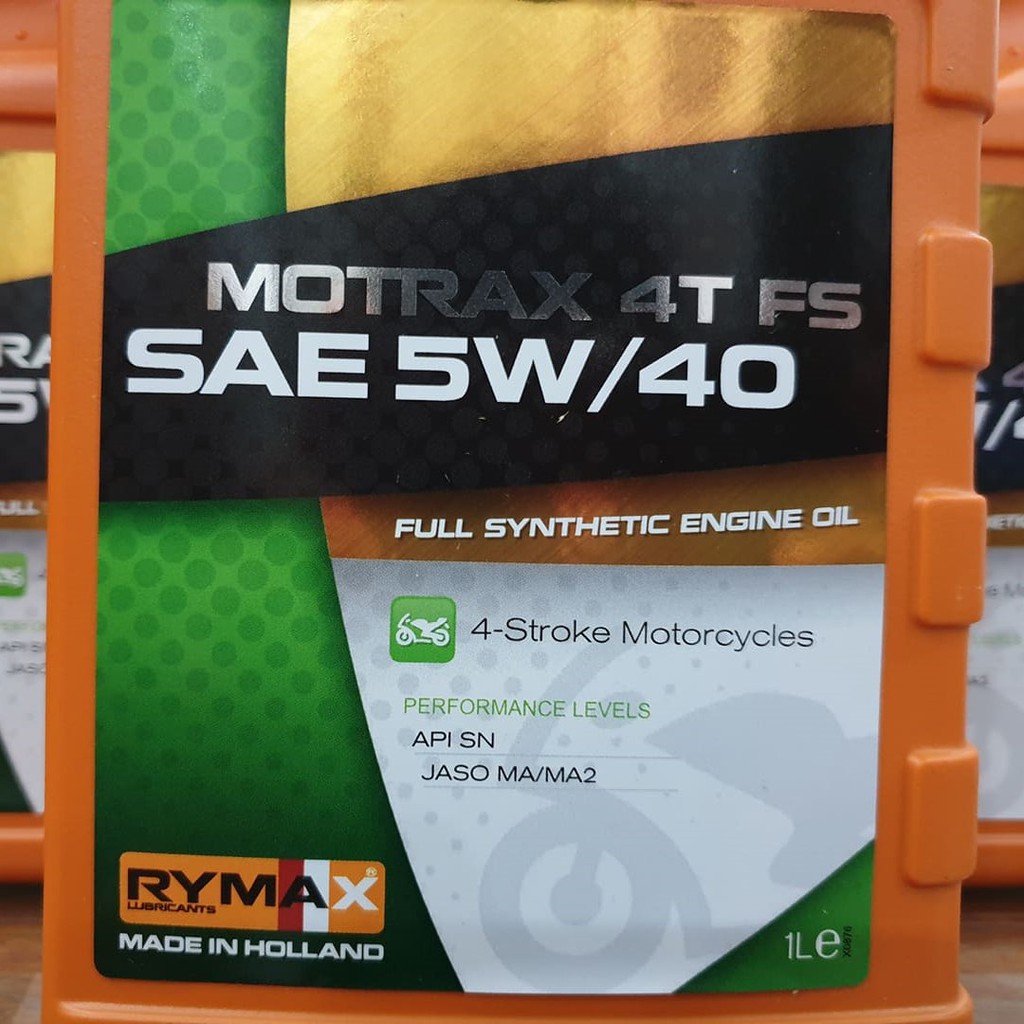 MOTRAX 4T FS
SAE 5W/40
FULL SYNTHETIC ENGINE OIL
4-Stroke Motorcycles
PERFORMANCE LEVELS
API SN
JASO MA/MA2
RYMAX®
LUBRICANTS
MADE IN HOLLAND
1L e
X0876